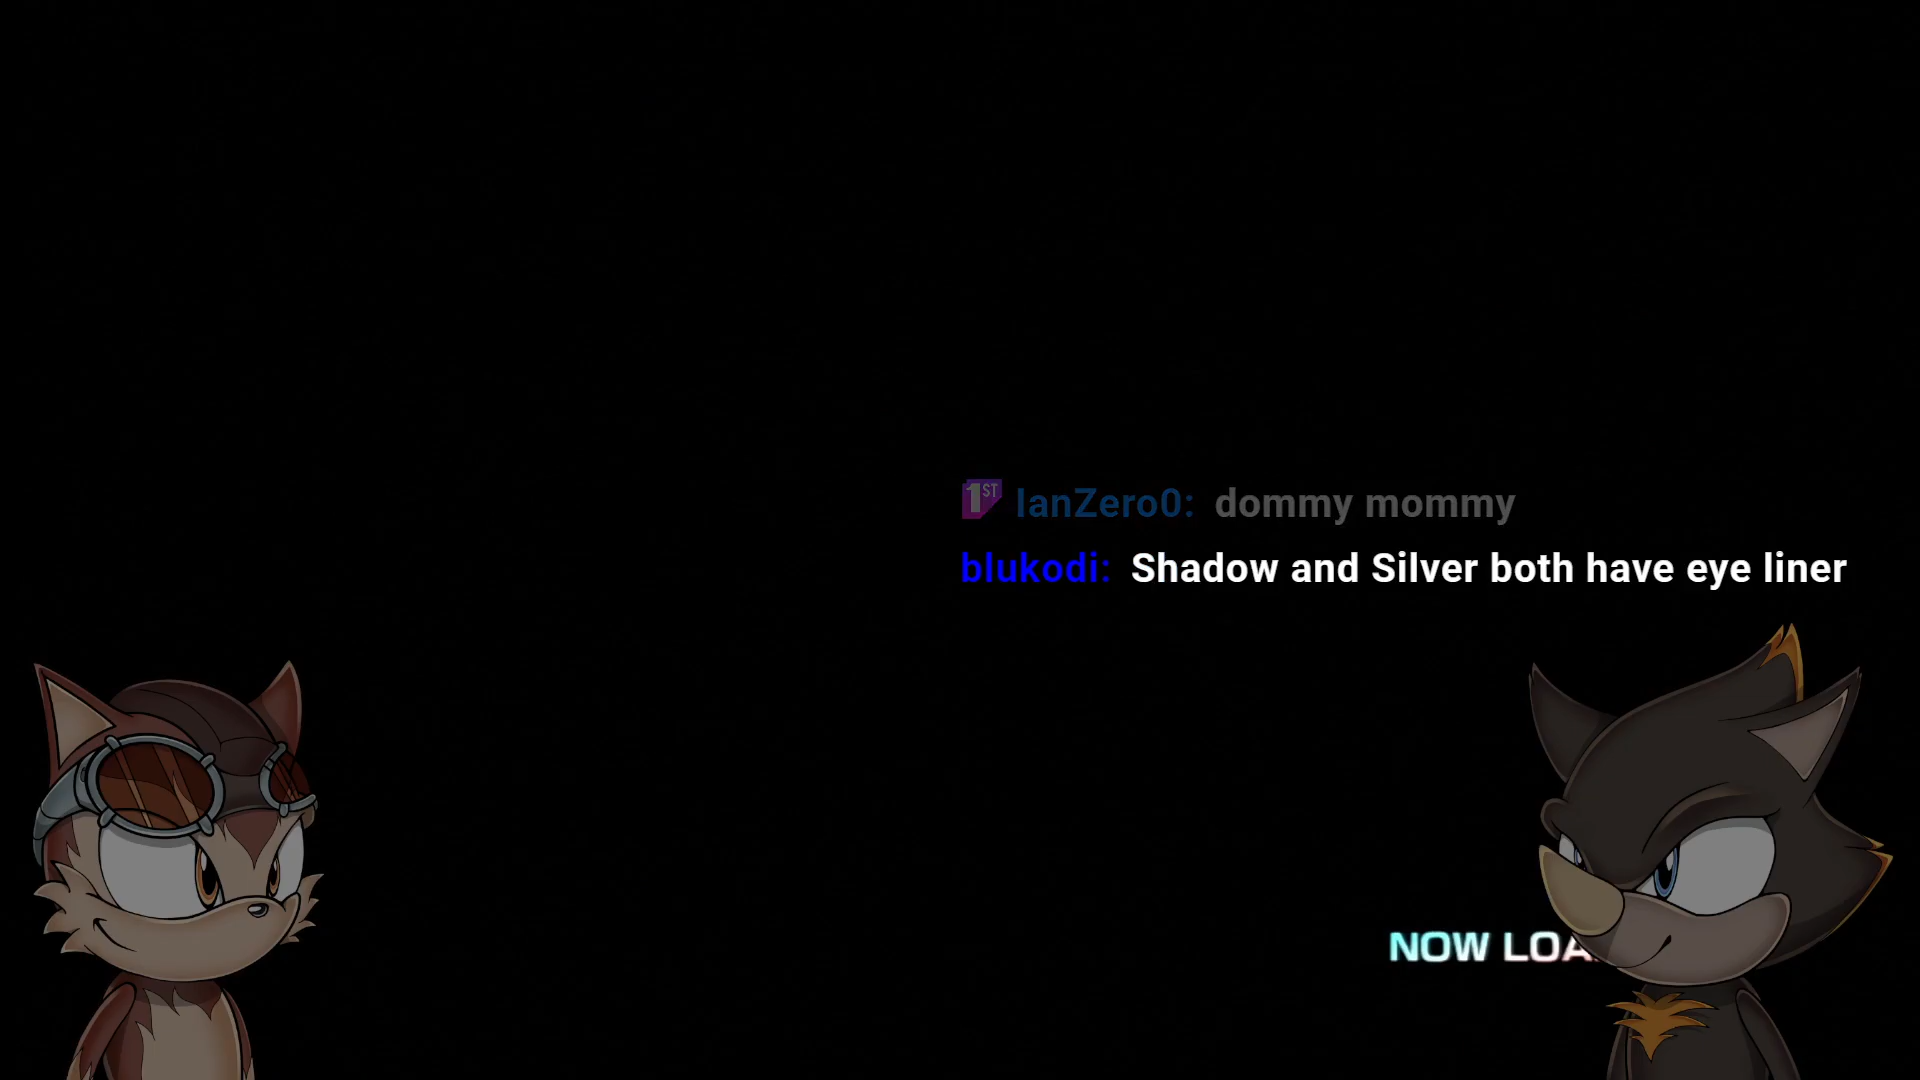 1ST IanZero0: dommy mommy
blukodi: Shadow and Silver both have eye liner
NOW LOA